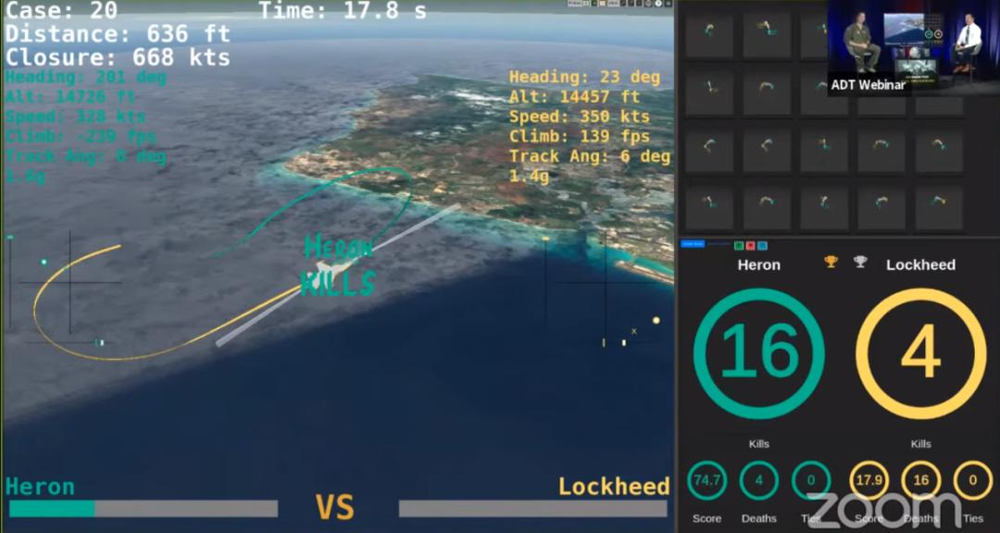 Case: 20 Time: 17.8 s
Distance: 636 ft
Closure: 668 kts
Heading: 201 deg
Alt: 14726 ft
Speed: 328 kts
Climb: -239 fps
Track Ang: 6 deg
1.6g
Heading: 23 deg
Alt: 14457 ft
Speed: 350 kts
Climb: 139 fps
Track Ang: 6 deg
1.4g
HERON
KILLS
X
Heron
VS
Lockheed
ADT Webinar
Heron Lockheed
16 4
Kills Kills
74.7 4 0 17.9 16 0
Score Deaths Ties Score Deaths Ties
zoom